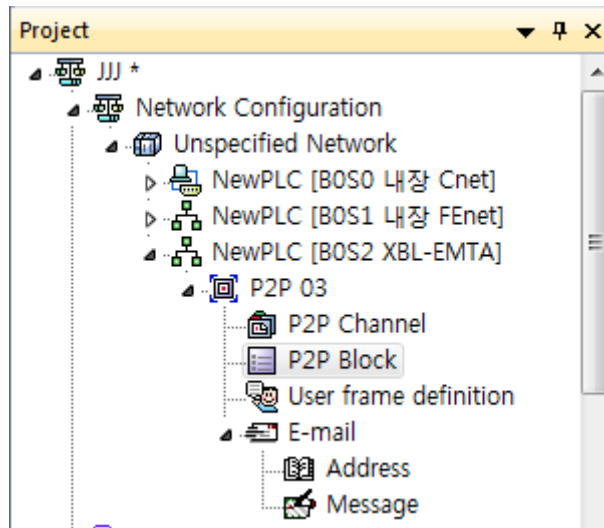 Project
JJJ *
Network Configuration
Unspecified Network
NewPLC [B0S0 내장 Cnet]
NewPLC [B0S1 내장 FEnet]
NewPLC [B0S2 XBL-EMTA]
P2P 03
P2P Channel
P2P Block
User frame definition
E-mail
Address
Message